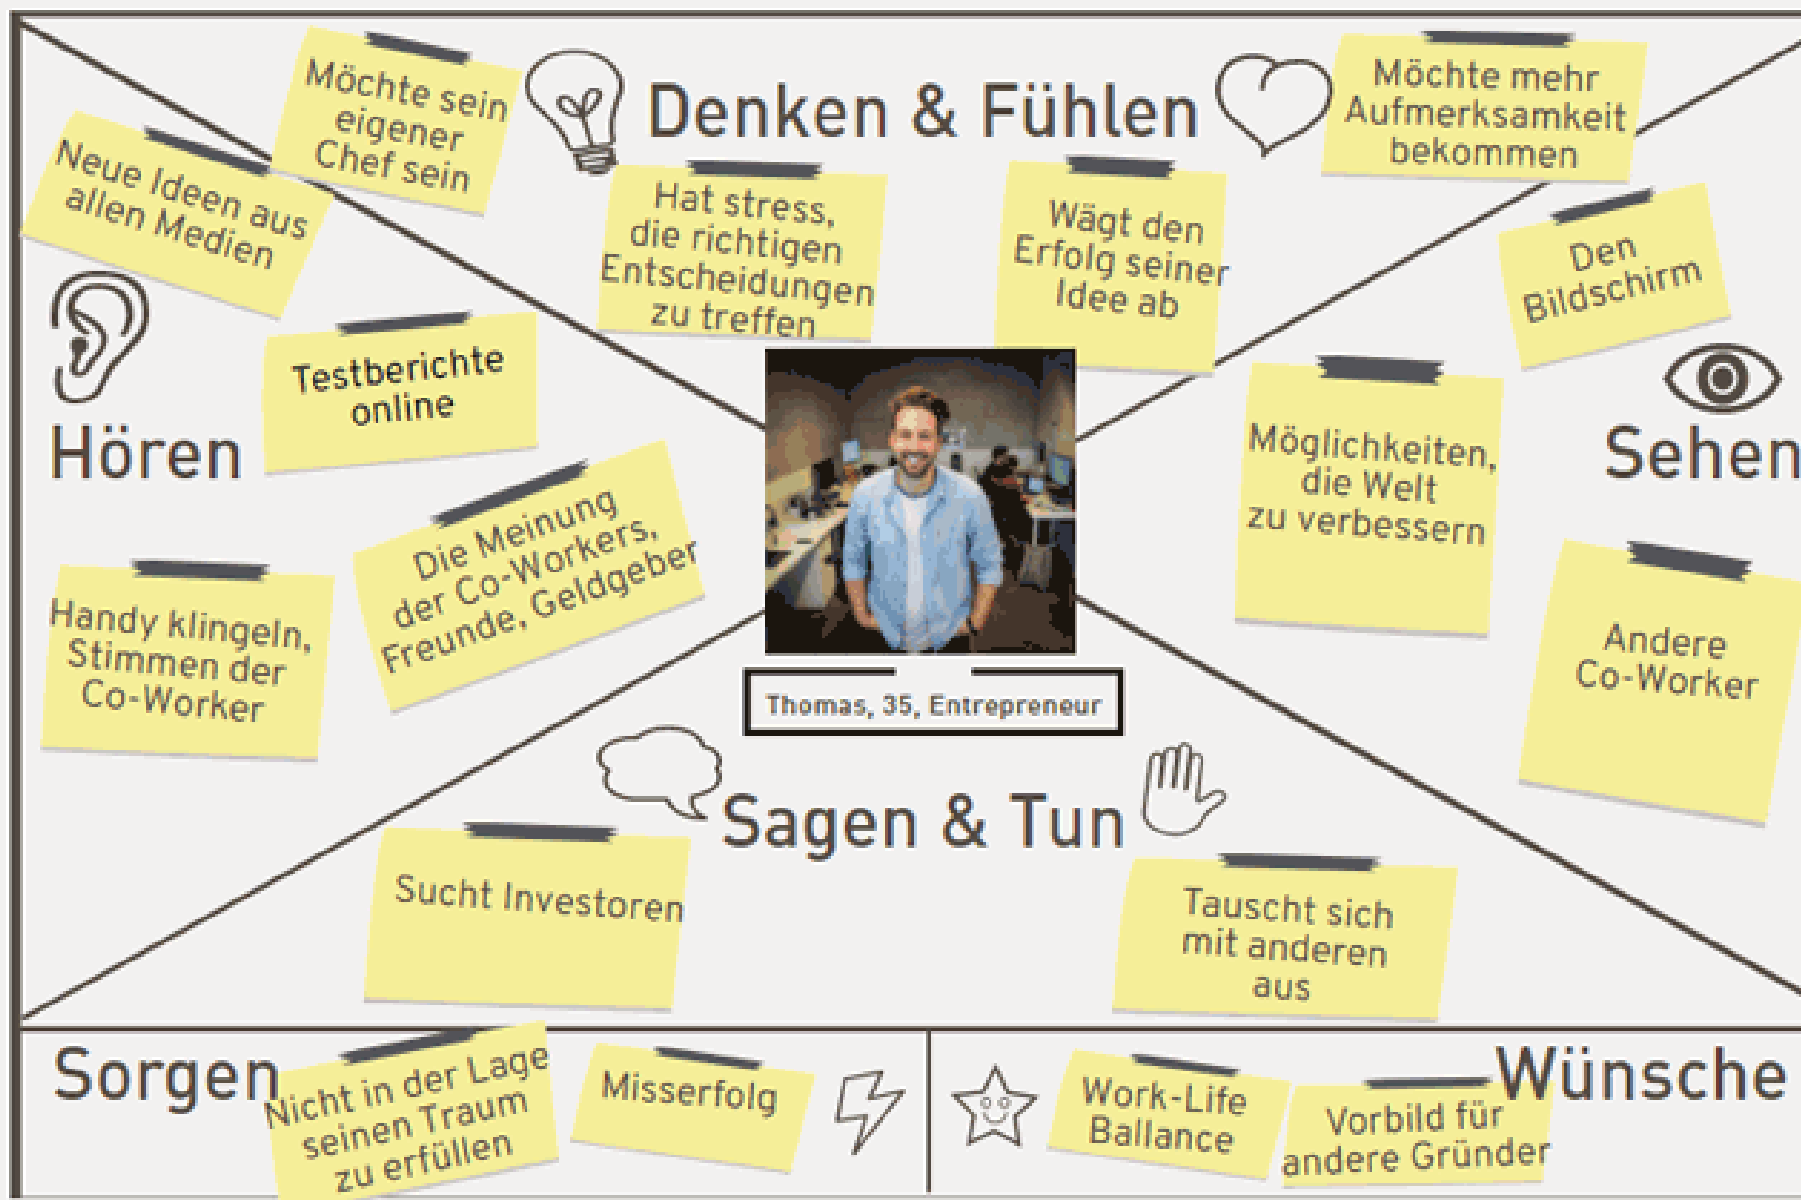 Denken & Fühlen
Möchte sein
eigener
Chef sein
Hat stress,
die richtigen
Entscheidungen
zu treffen
Wägt den
Erfolg seiner
Idee ab
Möchte mehr
Aufmerksamkeit
bekommen
Neue Ideen aus
allen Medien
Hören
Testberichte
online
Die Meinung
der Co-Workers,
Freunde, Geldgeber
Handy klingeln,
Stimmen der
Co-Worker
Den
Bildschirm
Sehen
Möglichkeiten,
die Welt
zu verbessern
Andere
Co-Worker
Thomas, 35, Entrepreneur
Sagen & Tun
Sucht Investoren
Tauscht sich
mit anderen
aus
Sorgen
Nicht in der Lage
seinen Traum
zu erfüllen
Misserfolg
Wünsche
Work-Life
Ballance
Vorbild für
andere Gründer